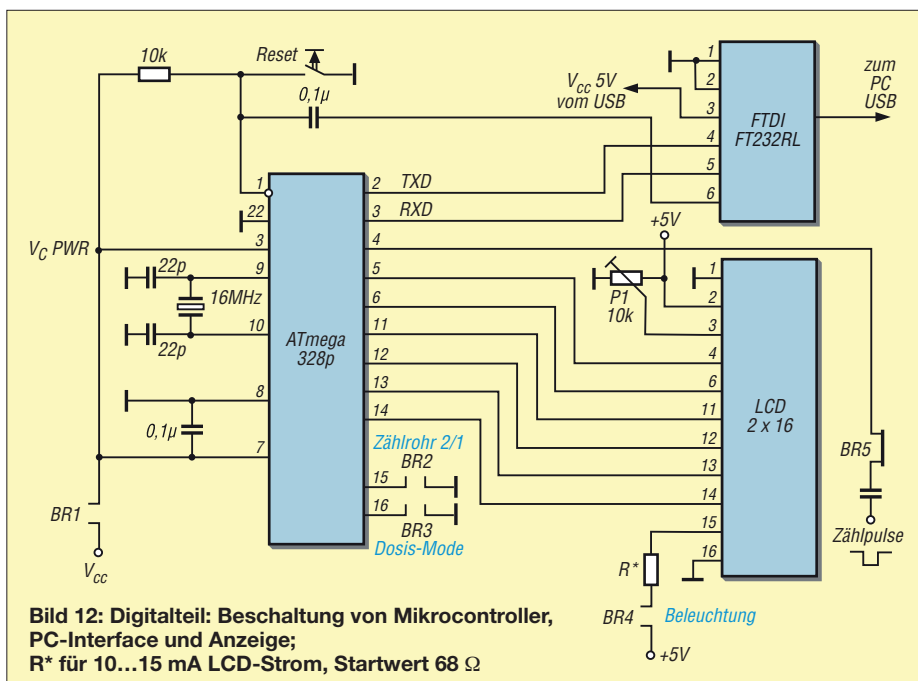 10k
Reset
0,1µ
V_CC 5V
vom USB
1
2
3
4
5
6
FTDI
FT232RL
zum
PC
USB
1
22
3
9
10
8
7
2
3
4
5
6
11
12
13
14
15
16
TXD
RXD
ATmega
328p
V_C PWR
22p
16MHz
22p
0,1µ
BR1
V_CC
Zählrohr 2/1
BR2
BR3
Dosis-Mode
+5V
P1
10k
1
2
3
4
6
11
12
13
14
15
16
LCD
2 x 16
BR5
Zählpulse
R*
BR4
Beleuchtung
+5V
Bild 12: Digitalteil: Beschaltung von Mikrocontroller,
PC-Interface und Anzeige;
R* für 10...15 mA LCD-Strom, Startwert 68 Ω